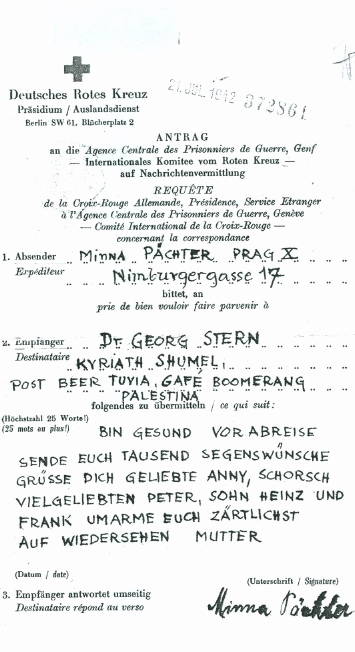 Deutsches Rotes Kreuz
Präsidium / Auslandsdienst
Berlin SW 61, Blücherplatz 2
21. JUL. 1942 372861
ANTRAG
an die Agence Centrale des Prisonniers de Guerre, Genf
— Internationales Komitee vom Roten Kreuz —
auf Nachrichtenvermittlung
REQUÊTE
de la Croix-Rouge Allemande, Présidence, Service Etranger
à l'Agence Centrale des Prisonniers de Guerre, Genève
— Comité International de la Croix-Rouge —
concernant la correspondance
1. Absender MINNA PÄCHTER PRAG X
Expéditeur Nimburgergasse 17
bittet, an
prie de bien vouloir faire parvenir à
2. Empfänger Dr GEORG STERN
Destinataire KYRIATH SHUMEL,
POST BEER TUVIA, CAFÉ BOOMERANG
PALESTINA
folgendes zu übermitteln / ce qui suit:
(Höchstzahl 25 Worte!)
(25 mots au plus!) BIN GESUND VOR ABREISE
SENDE EUCH TAUSEND SEGENSWÜNSCHE
GRÜSSE DICH GELIEBTE ANNY, SCHORSCH
VIELGELIEBTEN PETER, SOHN HEINZ UND
FRANK UMARME EUCH ZÄRTLICHST
AUF WIEDERSEHEN MUTTER
(Datum / date)
(Unterschrift / Signature)
3. Empfänger antwortet umseitig
Destinataire répond au verso
Minna Pächter